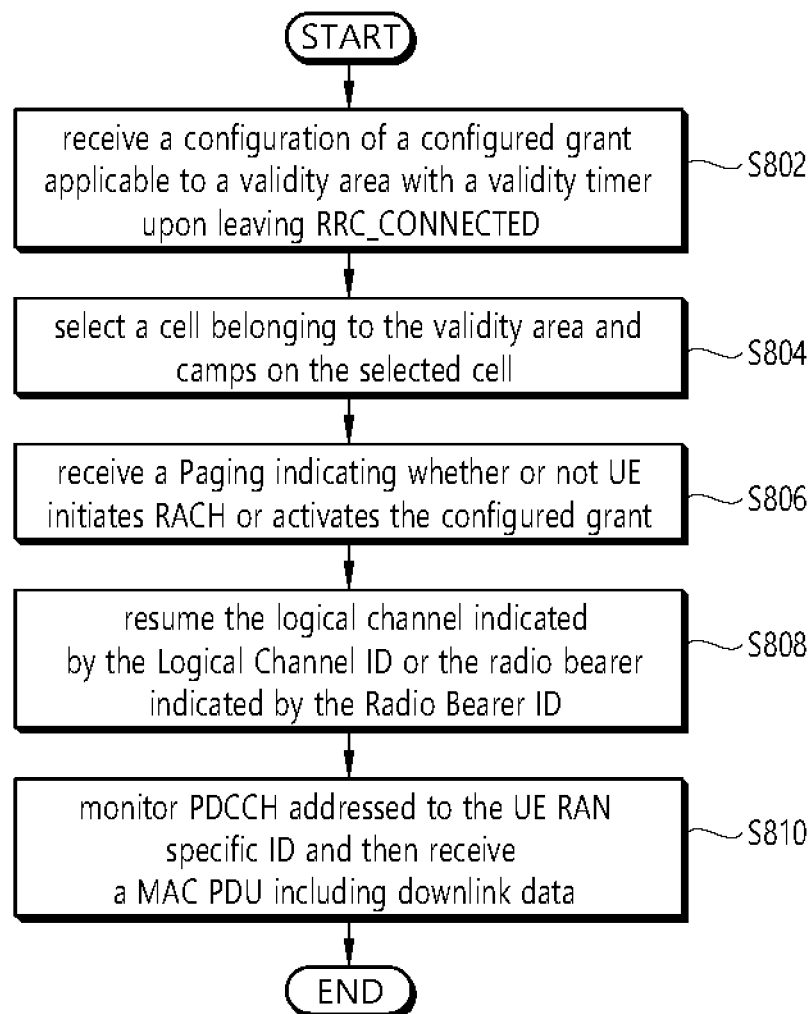 START
receive a configuration of a configured grant
applicable to a validity area with a validity timer
upon leaving RRC_CONNECTED
S802
select a cell belonging to the validity area and
camps on the selected cell
S804
receive a Paging indicating whether or not UE
initiates RACH or activates the configured grant
S806
resume the logical channel indicated
by the Logical Channel ID or the radio bearer
indicated by the Radio Bearer ID
S808
monitor PDCCH addressed to the UE RAN
specific ID and then receive
a MAC PDU including downlink data
S810
END